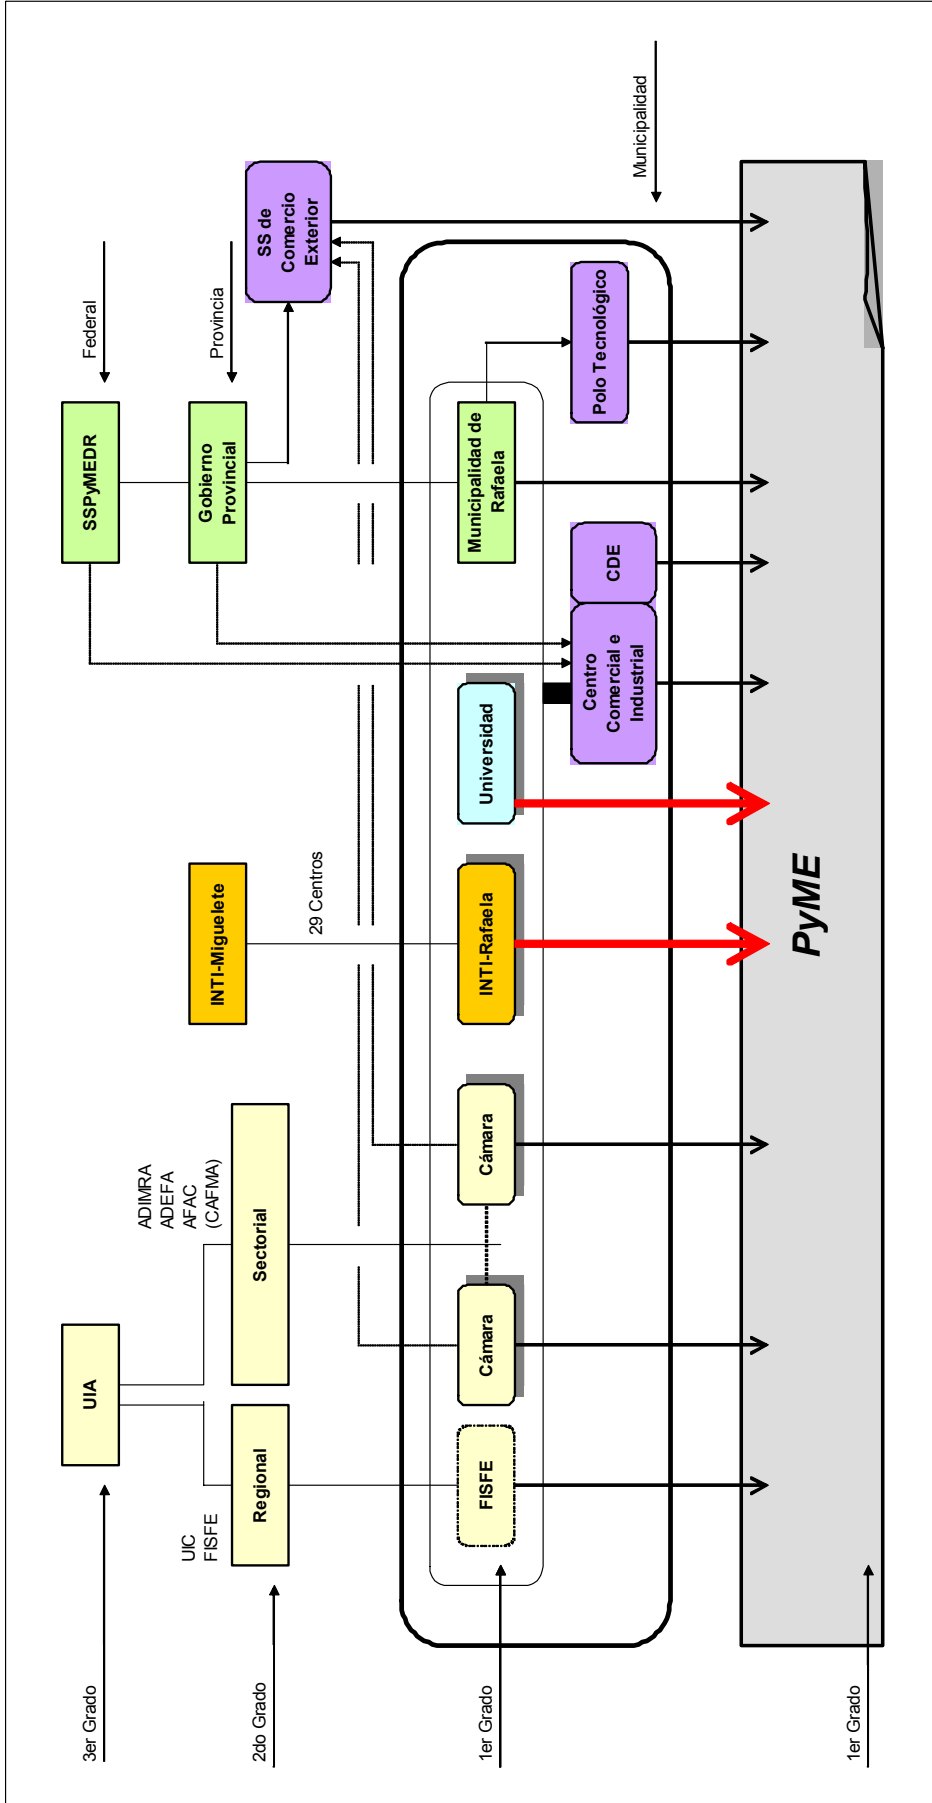 3er Grado
UIA
SSPyMEDR
Federal
2do Grado
UIC
FISFE
Regional
ADIMRA
ADEFA
AFAC
(CAFMA)
Sectorial
INTI-Miguelete
29 Centros
Gobierno
Provincial
Provincia
SS de
Comercio
Exterior
1er Grado
FISFE
Cámara
Cámara
INTI-Rafaela
Universidad
Municipalidad de
Rafaela
Centro
Comercial e
Industrial
CDE
Polo Tecnológico
Municipalidad
1er Grado
PyME